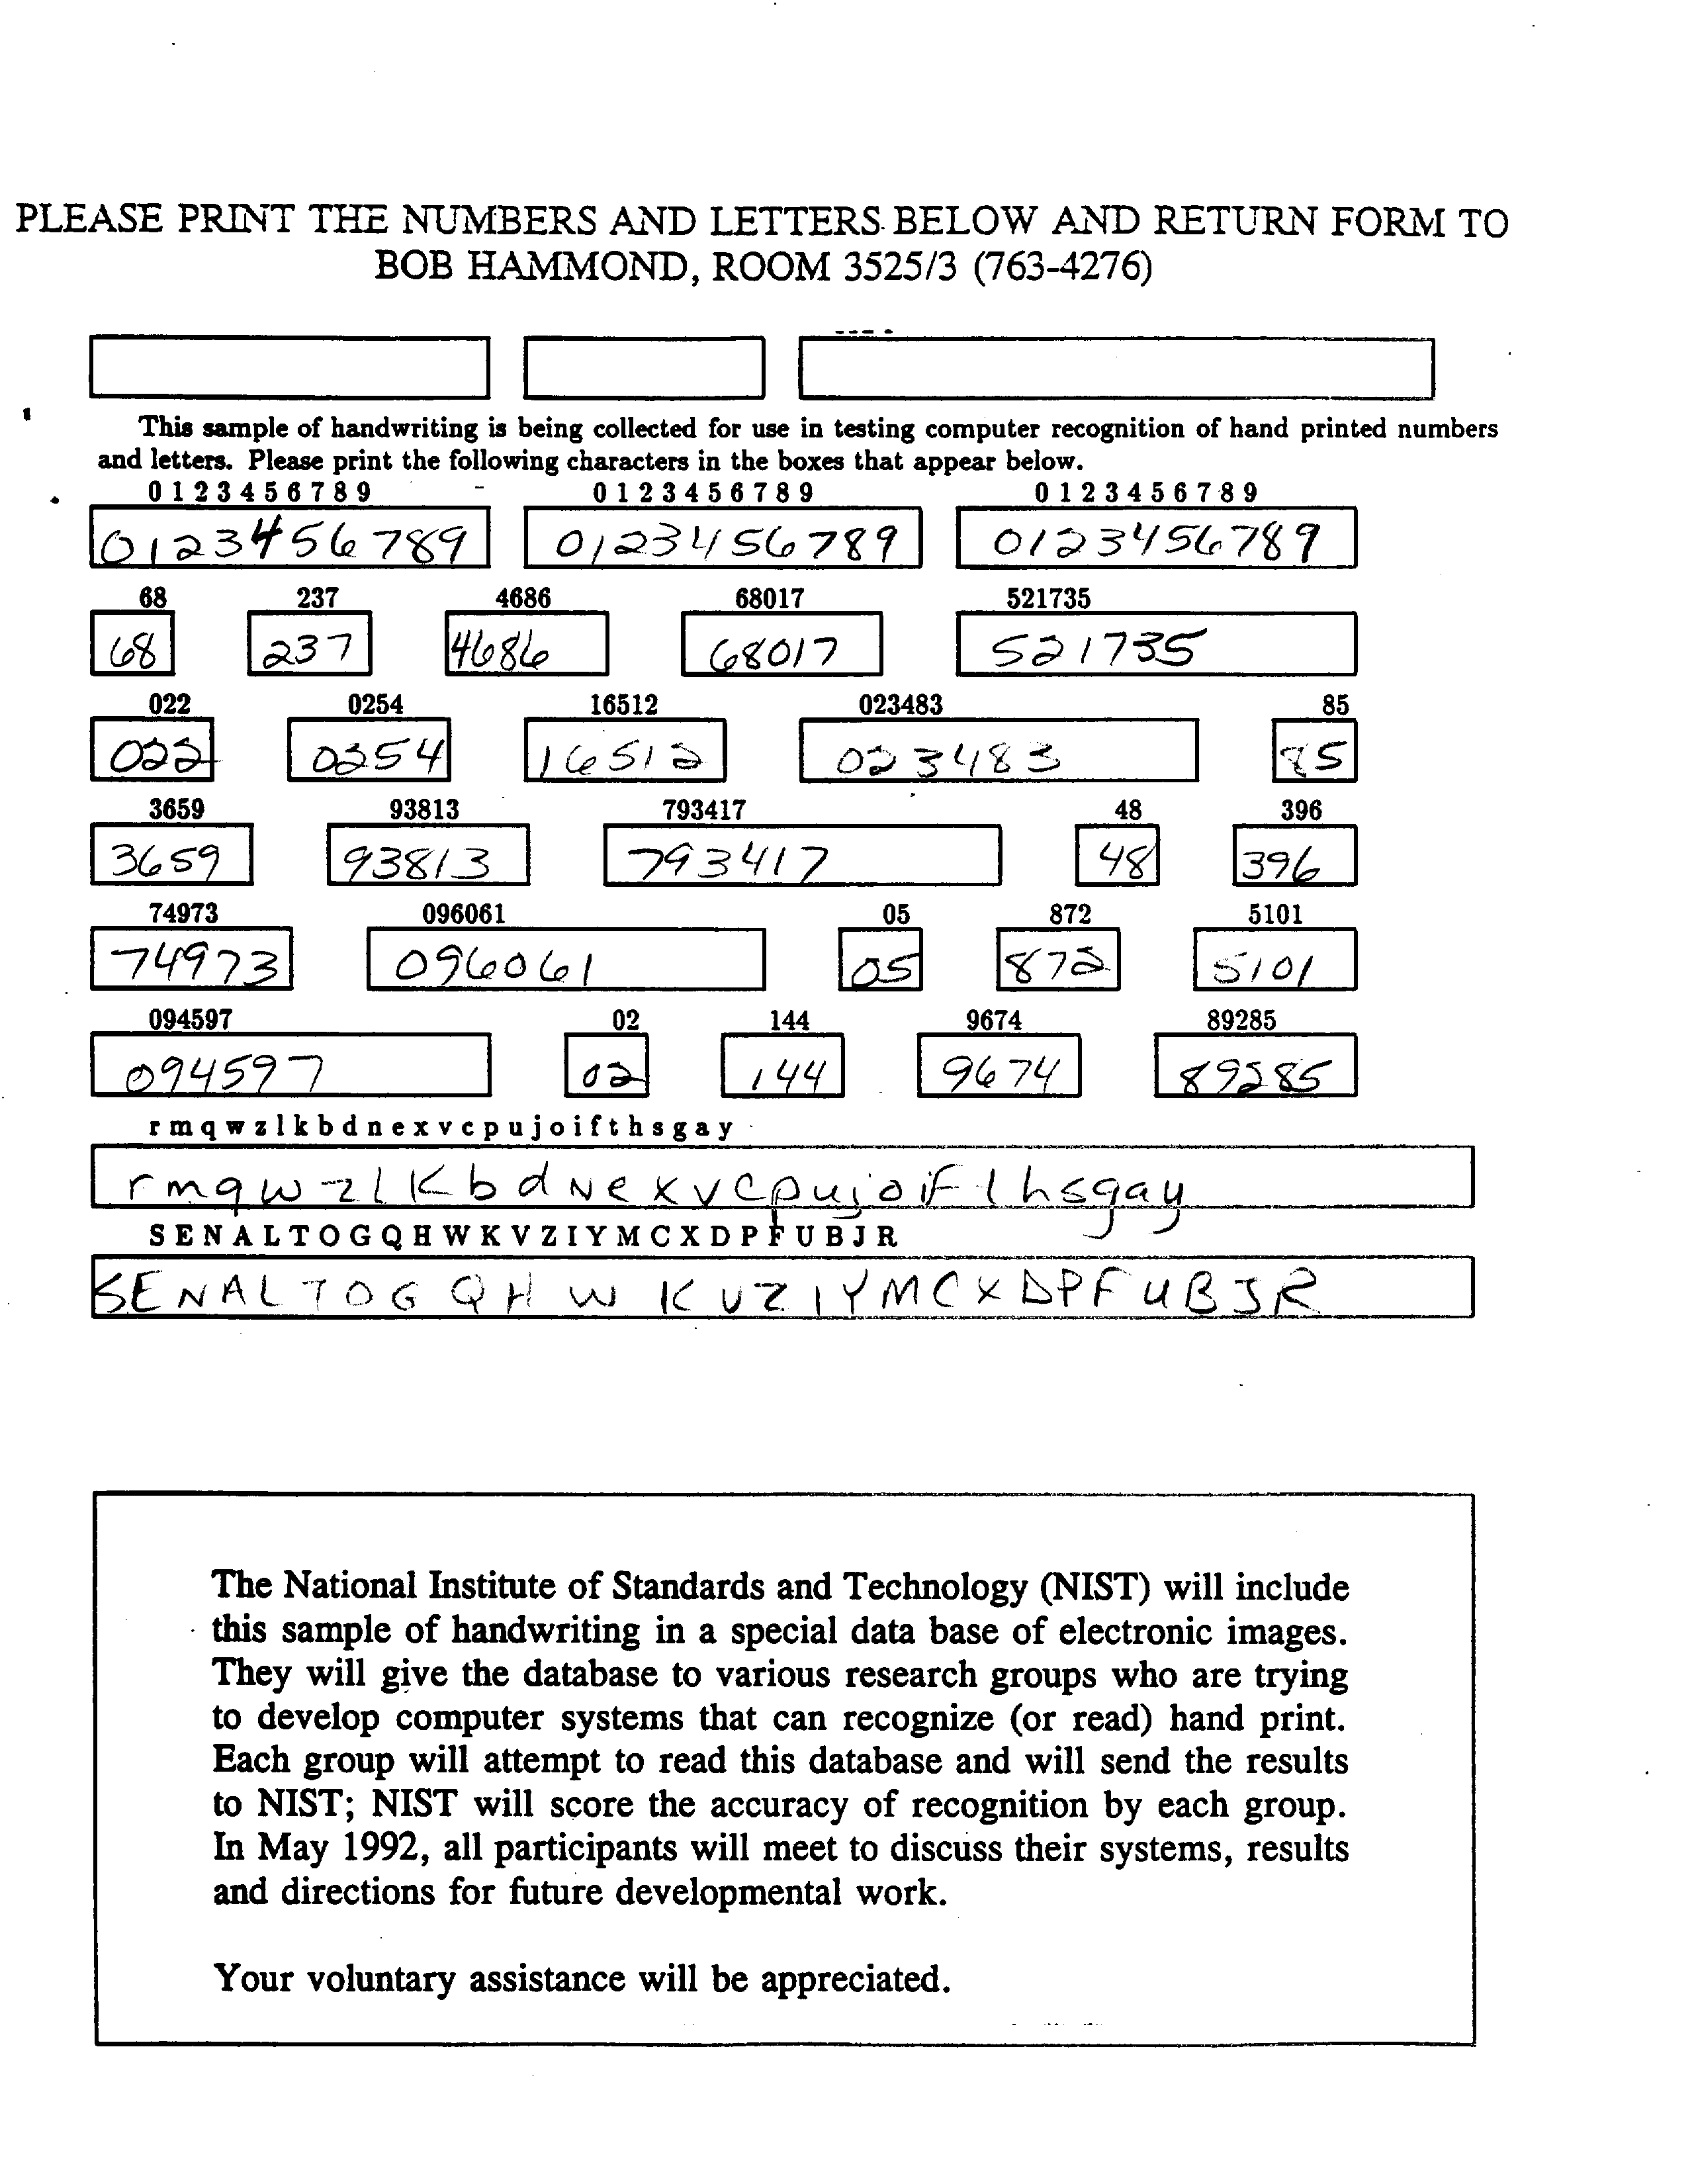 PLEASE PRINT THE NUMBERS AND LETTERS BELOW AND RETURN FORM TO
BOB HAMMOND, ROOM 3525/3 (763-4276)
This sample of handwriting is being collected for use in testing computer recognition of hand printed numbers
and letters. Please print the following characters in the boxes that appear below.
0 1 2 3 4 5 6 7 8 9 0 1 2 3 4 5 6 7 8 9 0 1 2 3 4 5 6 7 8 9
0123456789 0123456789 0123456789
68 237 4686 68017 521735
68 237 4686 68017 521735
022 0254 16512 023483 85
022 0254 16512 023483 85
3659 93813 793417 48 396
3659 93813 793417 48 396
74973 096061 05 872 5101
74973 096061 05 872 5101
094597 02 144 9674 89285
094597 02 144 9674 89285
r m q w z l k b d n e x v c p u j o i f t h s g a y
r m q w z l K b d N e x v c p u j o i f l h s g a y
S E N A L T O G Q H W K V Z I Y M C X D P F U B J R
S E N A L T O G Q H W K V Z I Y M C X D P F U B J R
The National Institute of Standards and Technology (NIST) will include
this sample of handwriting in a special data base of electronic images.
They will give the database to various research groups who are trying
to develop computer systems that can recognize (or read) hand print.
Each group will attempt to read this database and will send the results
to NIST; NIST will score the accuracy of recognition by each group.
In May 1992, all participants will meet to discuss their systems, results
and directions for future developmental work.
Your voluntary assistance will be appreciated.